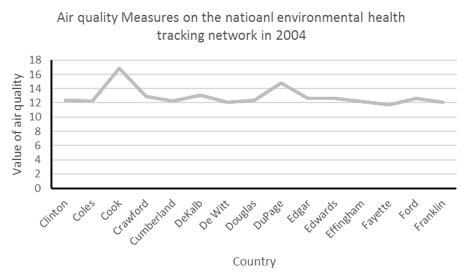 Air quality Measures on the natioanl environmental health
tracking network in 2004
Value of air quality
18
16
14
12
10
8
6
4
2
0
Clinton
Coles
Cook
Crawford
Cumberland
DeKalb
De Witt
Douglas
DuPage
Edgar
Edwards
Effingham
Fayette
Ford
Franklin
Country